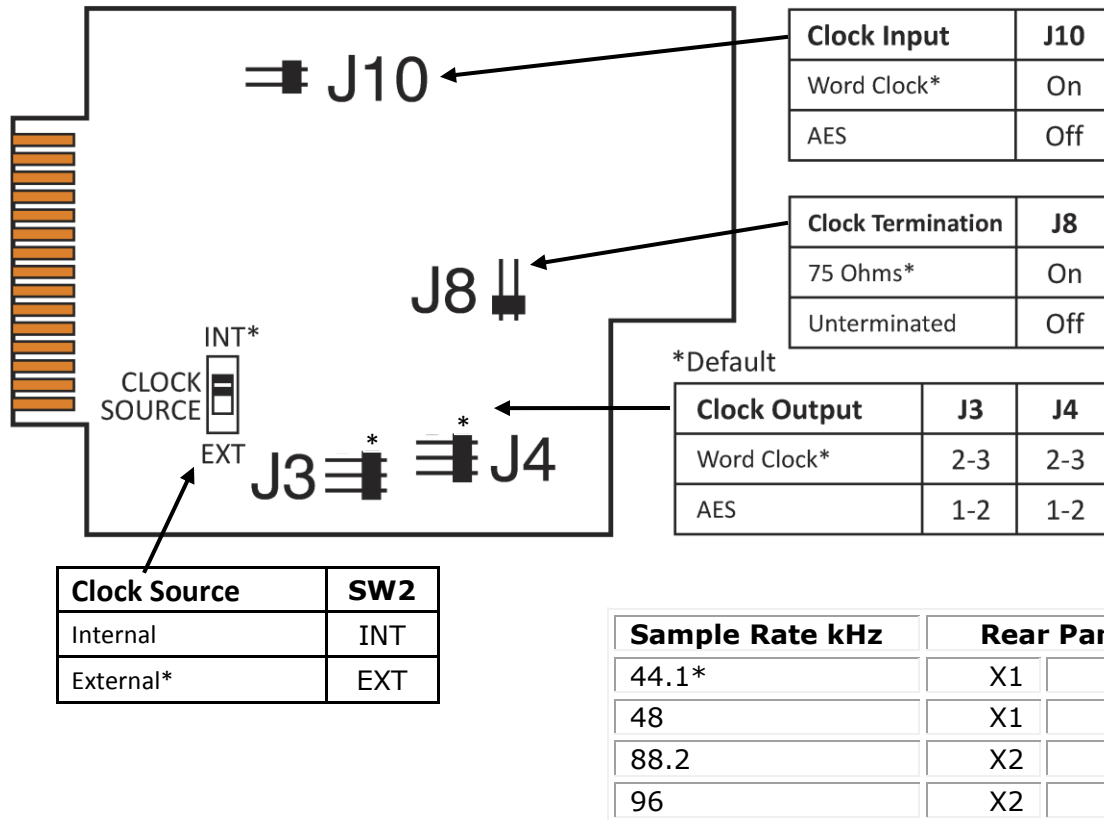 J10
Clock Input J10
Word Clock* On
AES Off
J8
Clock Termination J8
75 Ohms* On
Unterminated Off
*Default
INT*
CLOCK
SOURCE
EXT
J3 *
* J4
Clock Output J3 J4
Word Clock* 2-3 2-3
AES 1-2 1-2
Clock Source SW2
Internal INT
External* EXT
Sample Rate kHz Rear
44.1* X1
48 X1
88.2 X2
96 X2